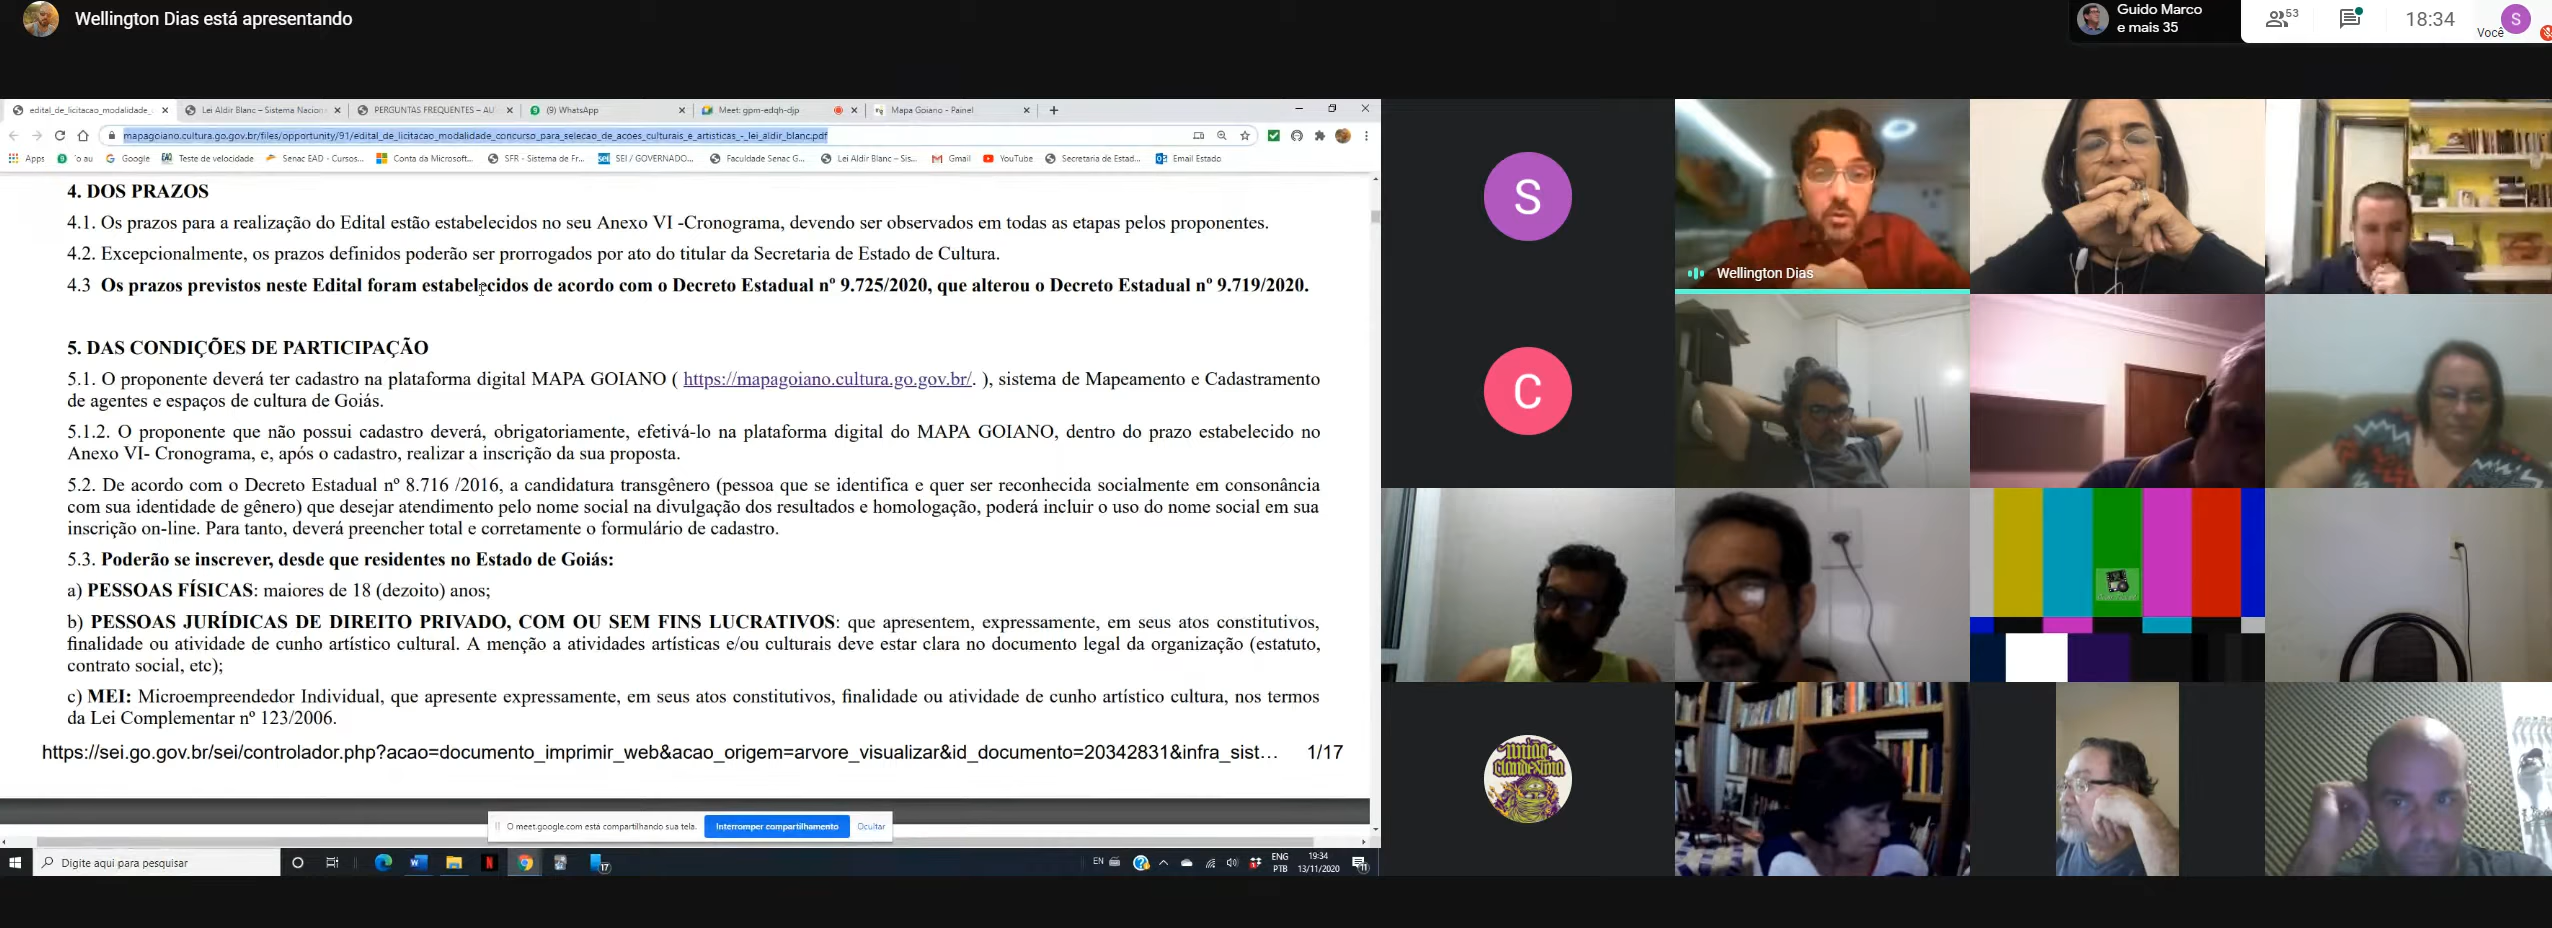 Wellington Dias está apresentando
Guido Marco
e mais 35
53
18:34
Você
S
edital_de_licitacao_modalidade_
Lei Aldir Blanc – Sistema Nacion
PERGUNTAS FREQUENTES – AU
(9) WhatsApp
Meet: gpm-edqh-djp
Mapa Goiano - Painel
mapagoiano.cultura.go.gov.br/files/opportunity/91/edital_de_licitacao_modalidade_concurso_para_selecao_de_acoes_culturais_e_artisticas_-_lei_aldir_blanc.pdf
Apps
'o au
Google
Teste de velocidade
Senac EAD - Cursos...
Conta da Microsoft...
SFR - Sistema de Fr...
sei
SEI / GOVERNADO...
Faculdade Senac G...
Lei Aldir Blanc – Sis...
Gmail
YouTube
Secretaria de Estad...
Email Estado
4. DOS PRAZOS
4.1. Os prazos para a realização do Edital estão estabelecidos no seu Anexo VI -Cronograma, devendo ser observados em todas as etapas pelos proponentes.
4.2. Excepcionalmente, os prazos definidos poderão ser prorrogados por ato do titular da Secretaria de Estado de Cultura.
4.3 Os prazos previstos neste Edital foram estabelecidos de acordo com o Decreto Estadual nº 9.725/2020, que alterou o Decreto Estadual nº 9.719/2020.
5. DAS CONDIÇÕES DE PARTICIPAÇÃO
5.1. O proponente deverá ter cadastro na plataforma digital MAPA GOIANO ( https://mapagoiano.cultura.go.gov.br/. ), sistema de Mapeamento e Cadastramento
de agentes e espaços de cultura de Goiás.
5.1.2. O proponente que não possui cadastro deverá, obrigatoriamente, efetivá-lo na plataforma digital do MAPA GOIANO, dentro do prazo estabelecido no
Anexo VI- Cronograma, e, após o cadastro, realizar a inscrição da sua proposta.
5.2. De acordo com o Decreto Estadual nº 8.716 /2016, a candidatura transgênero (pessoa que se identifica e quer ser reconhecida socialmente em consonância
com sua identidade de gênero) que desejar atendimento pelo nome social na divulgação dos resultados e homologação, poderá incluir o uso do nome social em sua
inscrição on-line. Para tanto, deverá preencher total e corretamente o formulário de cadastro.
5.3. Poderão se inscrever, desde que residentes no Estado de Goiás:
a) PESSOAS FÍSICAS: maiores de 18 (dezoito) anos;
b) PESSOAS JURÍDICAS DE DIREITO PRIVADO, COM OU SEM FINS LUCRATIVOS: que apresentem, expressamente, em seus atos constitutivos,
finalidade ou atividade de cunho artístico cultural. A menção a atividades artísticas e/ou culturais deve estar clara no documento legal da organização (estatuto,
contrato social, etc);
c) MEI: Microempreendedor Individual, que apresente expressamente, em seus atos constitutivos, finalidade ou atividade de cunho artístico cultura, nos termos
da Lei Complementar nº 123/2006.
https://sei.go.gov.br/sei/controlador.php?acao=documento_imprimir_web&acao_origem=arvore_visualizar&id_documento=20342831&infra_sist… 1/17
O meet.google.com está compartilhando sua tela.
Interromper compartilhamento
Ocultar
Digite aqui para pesquisar
17
EN
ENG
PTB
19:34
13/11/2020
11
S
Wellington Dias
C
União
Clandestina